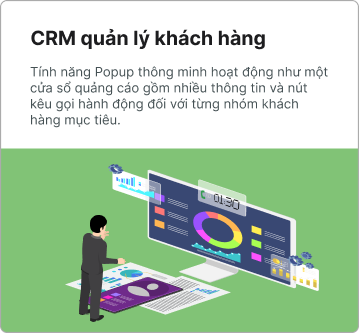 CRM quản lý khách hàng
Tính năng Popup thông minh hoạt động như một
cửa sổ quảng cáo gồm nhiều thông tin và nút
kêu gọi hành động đối với từng nhóm khách
hàng mục tiêu.
01:30